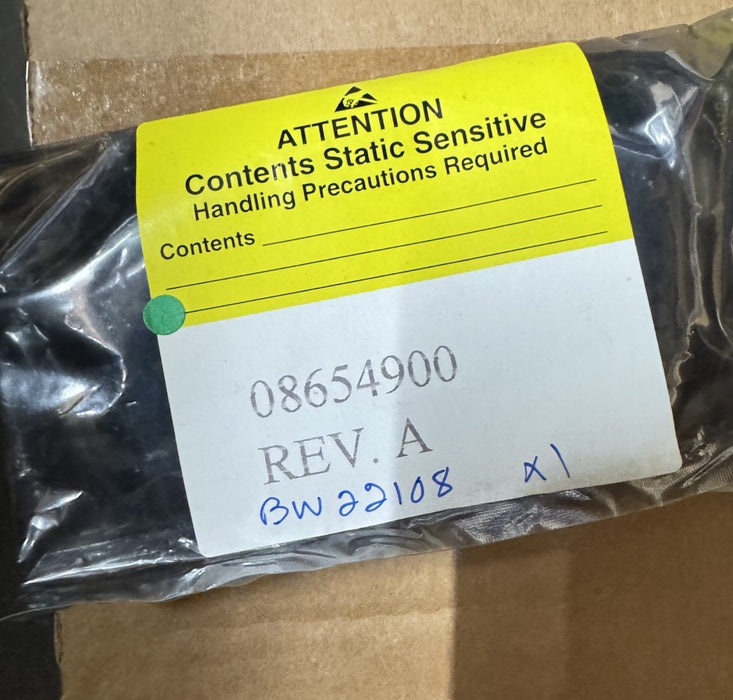 ATTENTION
Contents Static Sensitive
Handling Precautions Required
Contents
08654900
REV. A
BW22108 X1